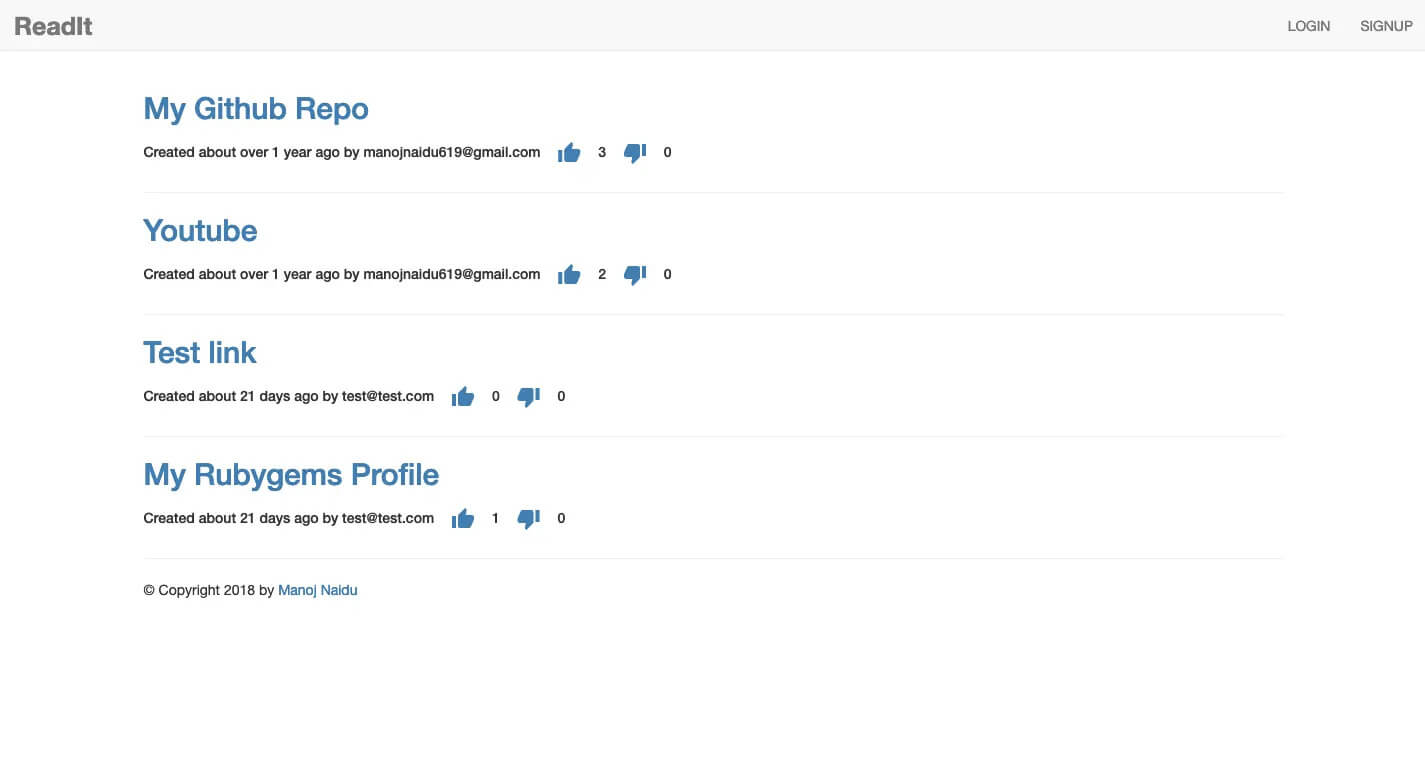 ReadIt LOGIN SIGNUP
My Github Repo
Created about over 1 year ago by manojnaidu619@gmail.com 3 0
Youtube
Created about over 1 year ago by manojnaidu619@gmail.com 2 0
Test link
Created about 21 days ago by test@test.com 0 0
My Rubygems Profile
Created about 21 days ago by test@test.com 1 0
© Copyright 2018 by Manoj Naidu